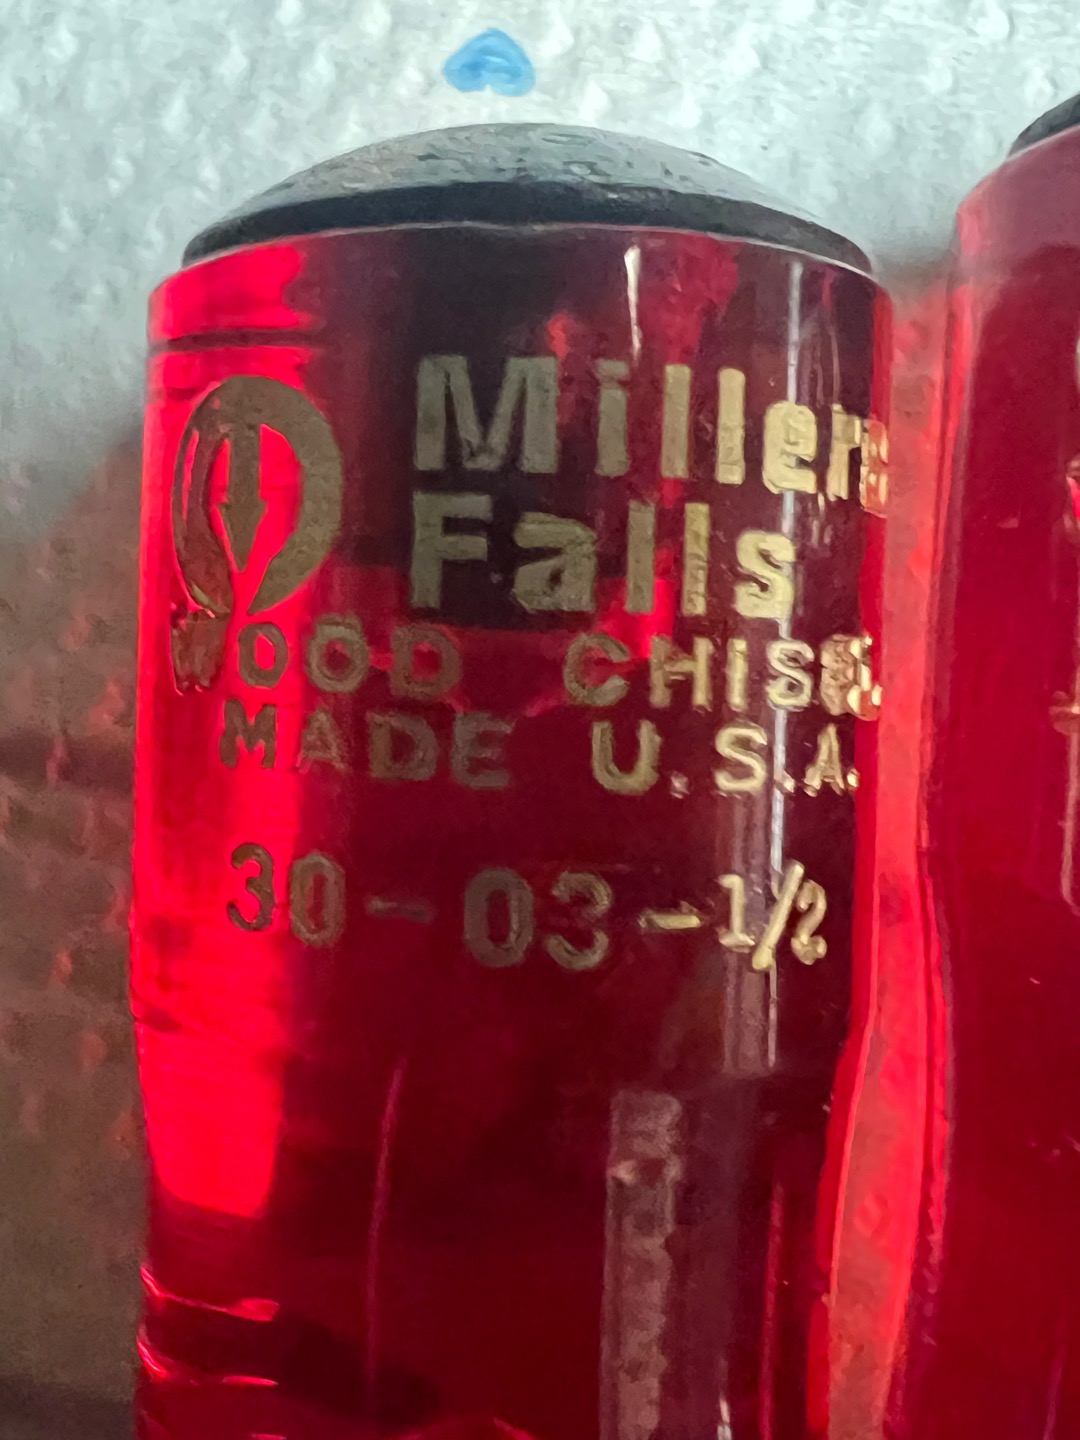 Millers
Falls
WOOD CHISEL
MADE U.S.A.
30-03-1/2